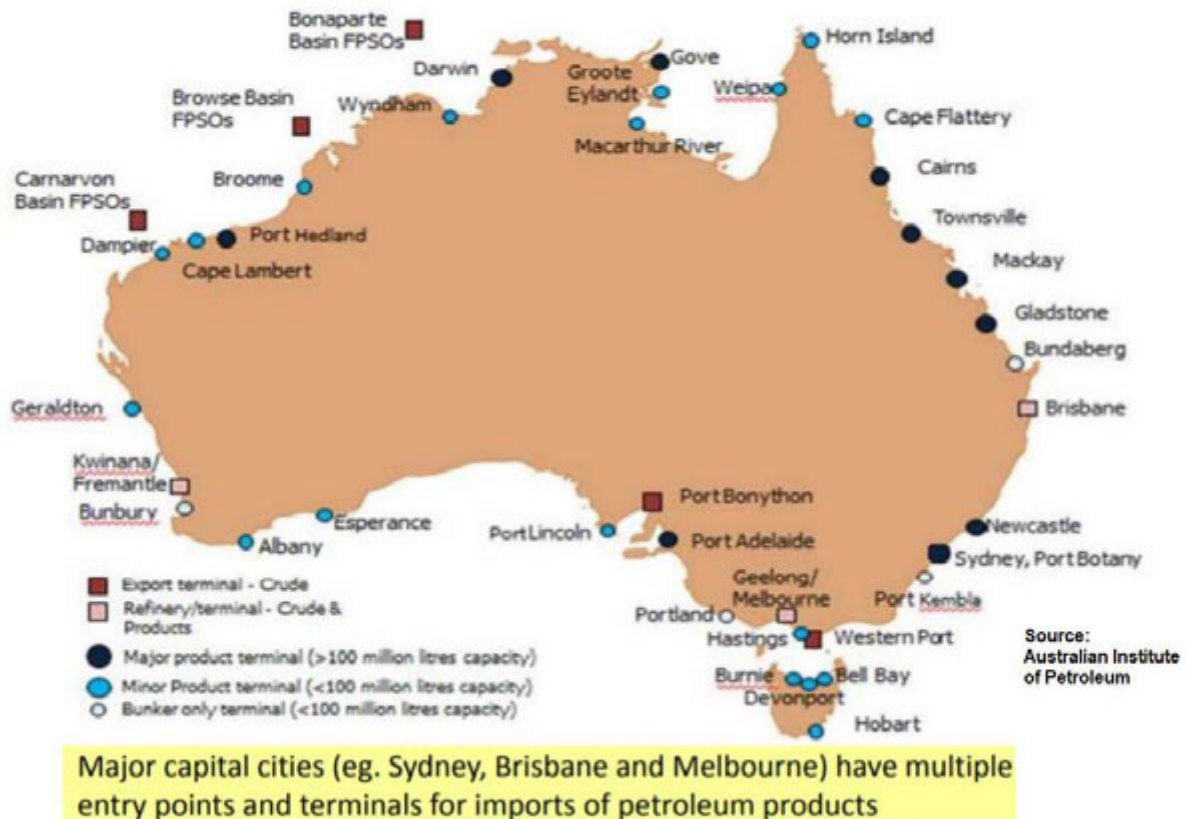 Bonaparte
Basin FPSOs
Horn Island
Darwin
Gove
Groote
Eylandt
Weipa
Browse Basin
FPSOs
Wyndham
Cape Flattery
Macarthur River
Cairns
Carnarvon
Basin FPSOs
Broome
Townsville
Dampier
Port Hedland
Cape Lambert
Mackay
Gladstone
Bundaberg
Geraldton
Brisbane
Kwinana/
Fremantle
Bunbury
Esperance
Albany
Port Lincoln
Port Bonython
Port Adelaide
Newcastle
Sydney, Port Botany
Geelong/
Melbourne
Port Kembla
Portland
Hastings
Western Port
Burnie
Bell Bay
Devonport
Hobart
Export terminal - Crude
Refinery/terminal - Crude &
Products
Major product terminal (>100 million litres capacity)
Minor Product terminal (<100 million litres capacity)
Bunker only terminal (<100 million litres capacity)
Source:
Australian Institute
of Petroleum
Major capital cities (eg. Sydney, Brisbane and Melbourne) have multiple
entry points and terminals for imports of petroleum products